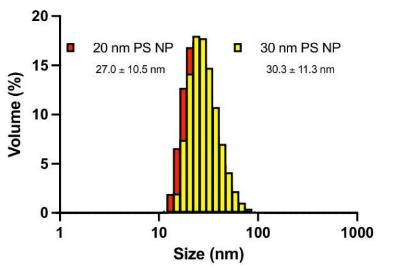 20 nm PS NP
27.0 ± 10.5 nm
30 nm PS NP
30.3 ± 11.3 nm
Volume (%)
20
15
10
5
0
1
10
100
1000
Size (nm)